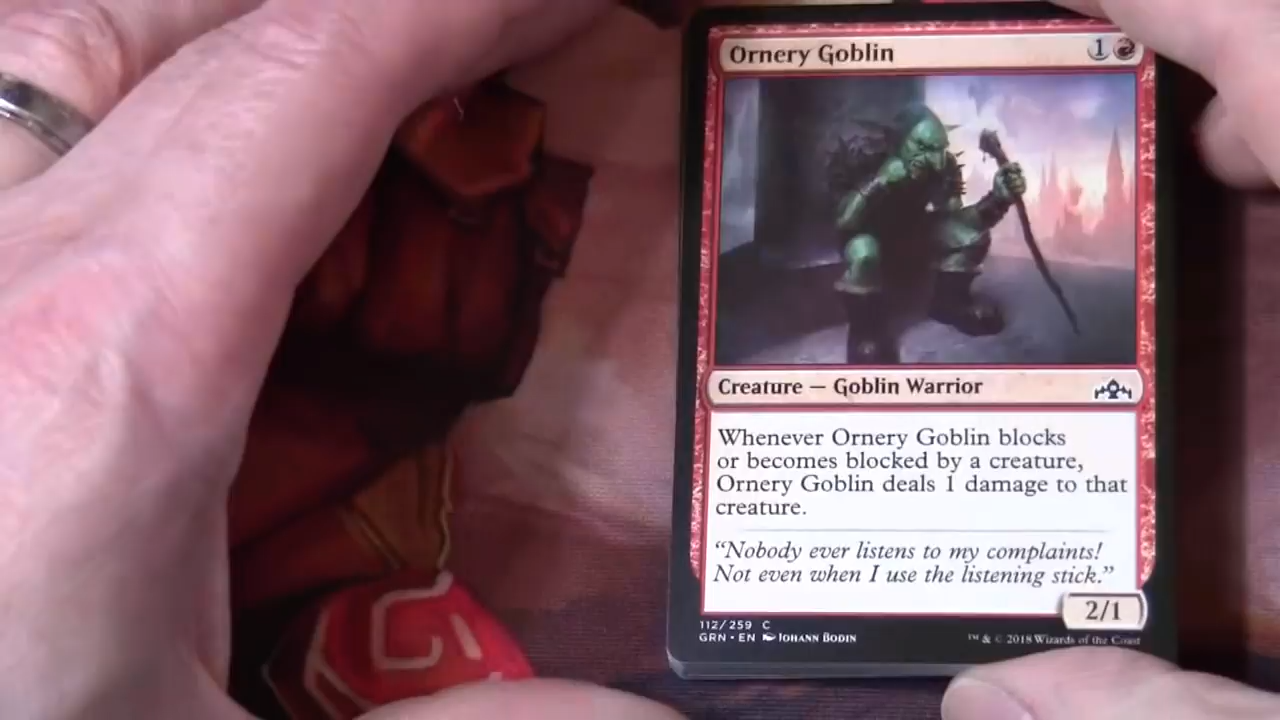 Ornery Goblin 1
Creature — Goblin Warrior
Whenever Ornery Goblin blocks
or becomes blocked by a creature,
Ornery Goblin deals 1 damage to that
creature.
“Nobody ever listens to my complaints!
Not even when I use the listening stick.”
2/1
112/259 C
GRN • EN Johann Bodin
™ & © 2018 Wizards of the Coast